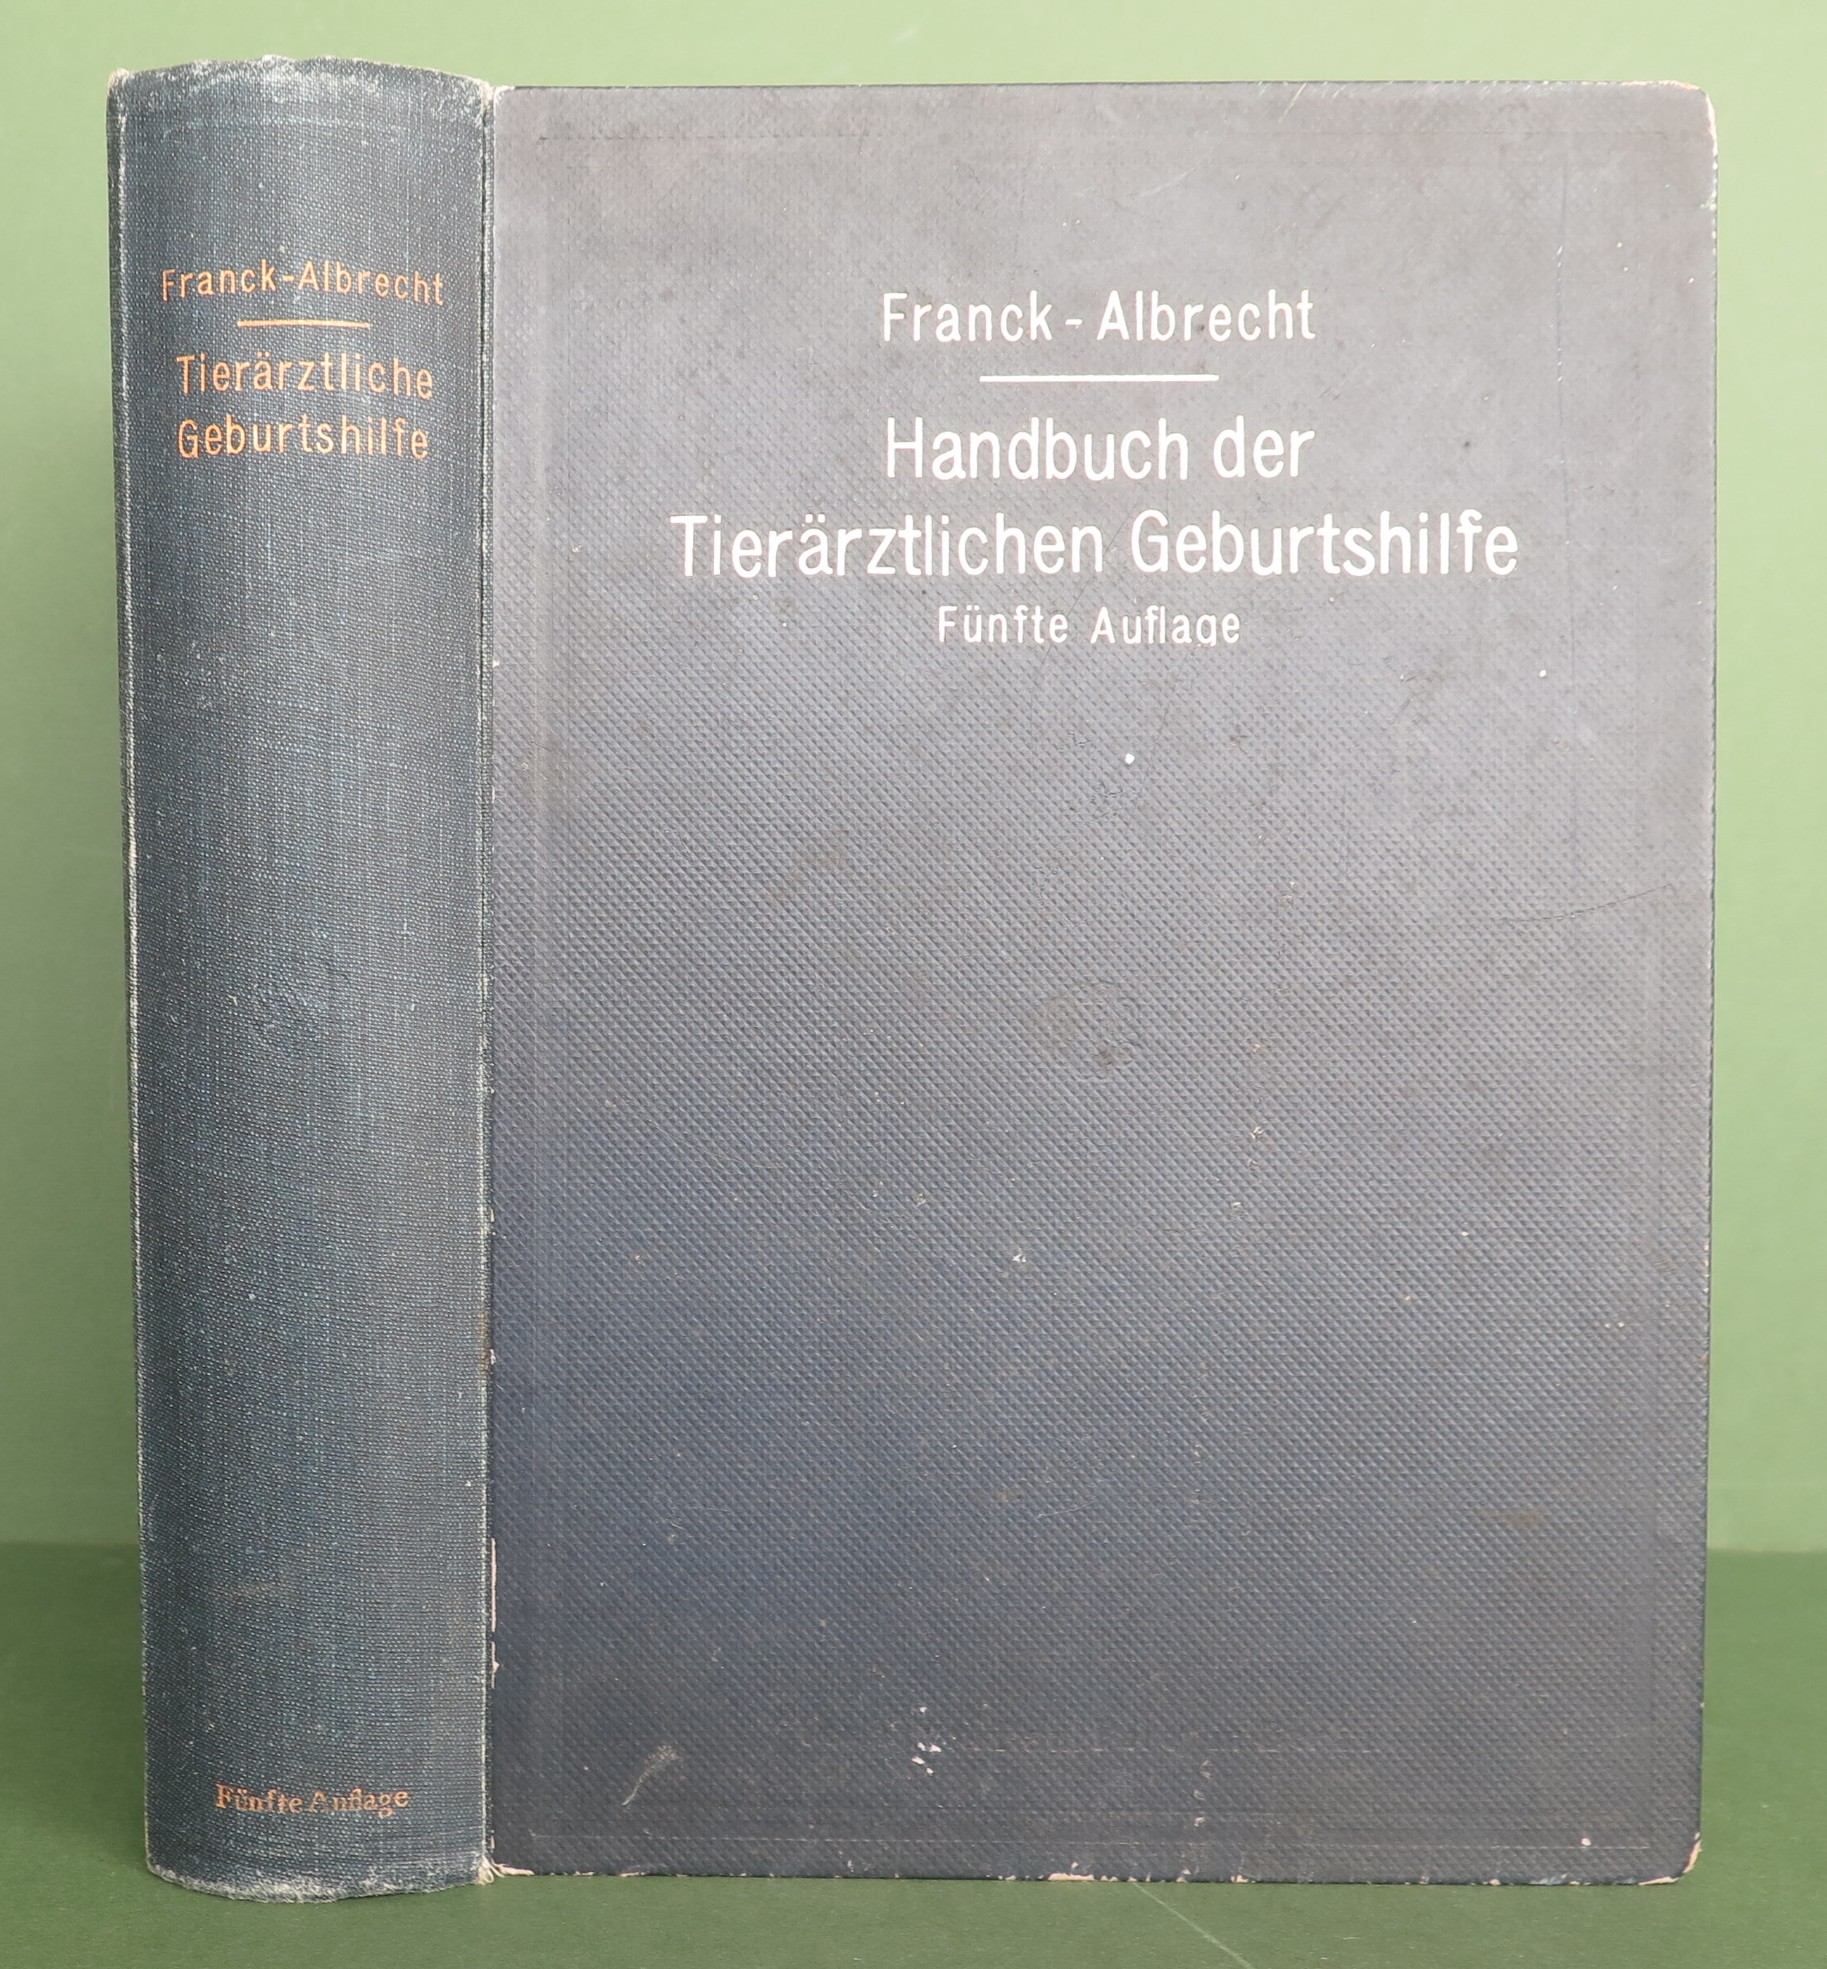 Franck-Albrecht
Tierärztliche
Geburtshilfe
Fünfte Auflage
Franck - Albrecht
Handbuch der
Tierärztlichen Geburtshilfe
Fünfte Auflage